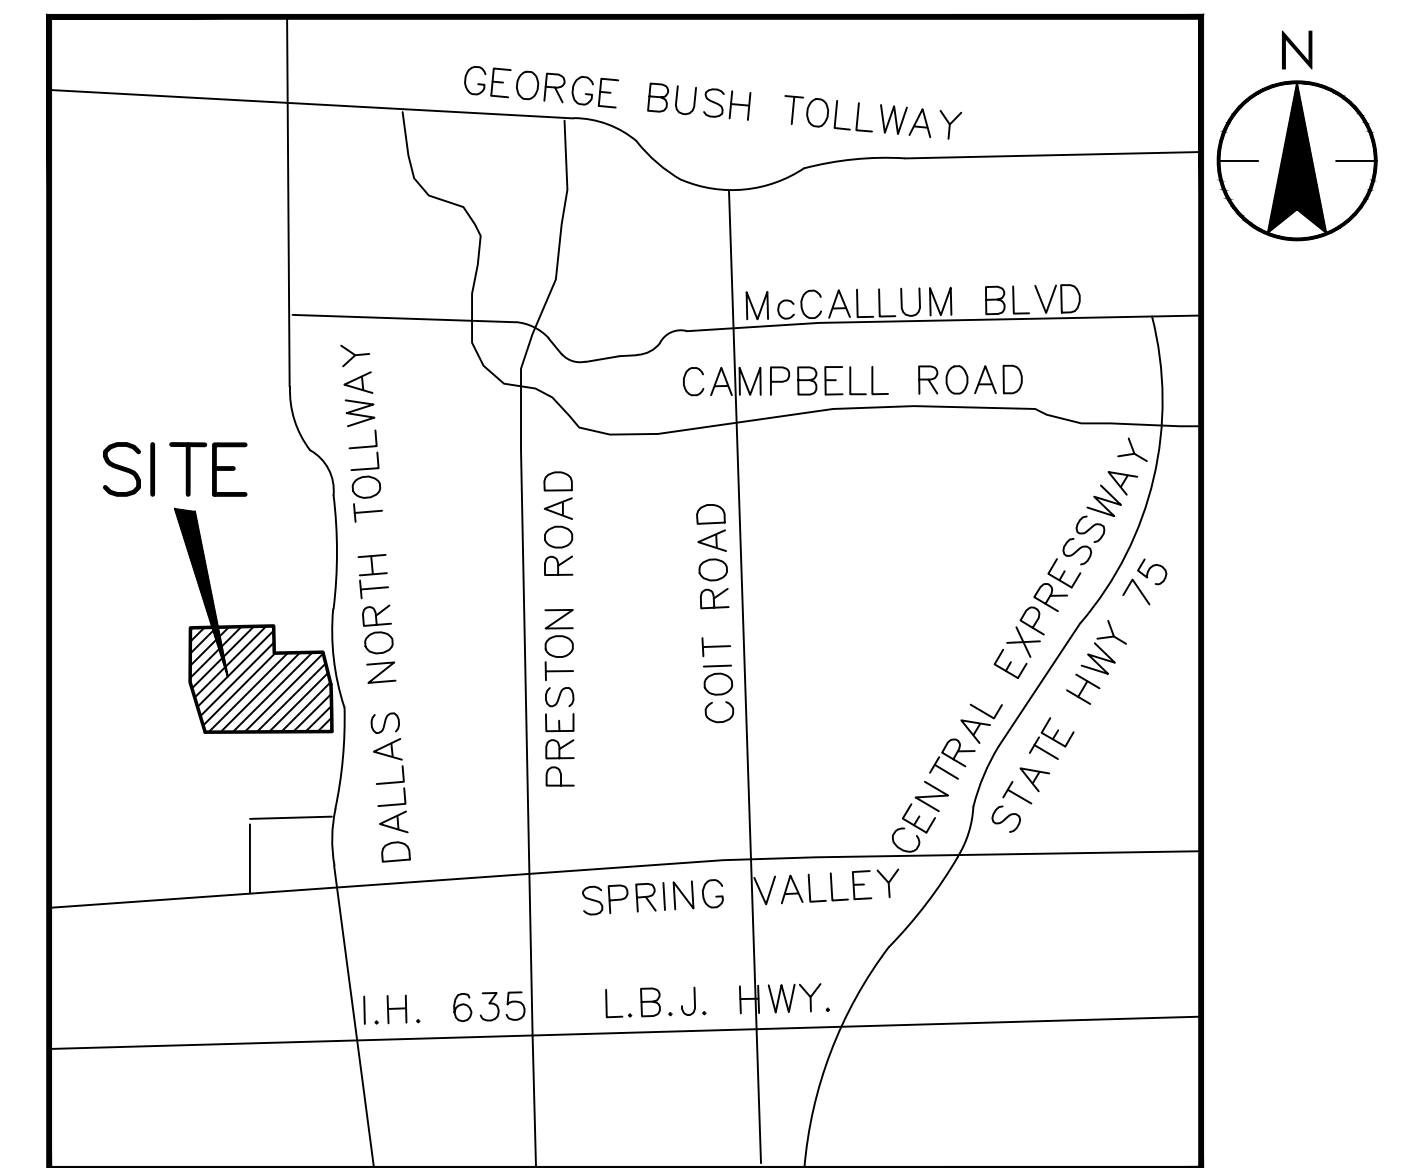 N
GEORGE BUSH TOLLWAY
McCALLUM BLVD
CAMPBELL ROAD
SITE
DALLAS NORTH TOLLWAY
PRESTON ROAD
COIT ROAD
CENTRAL EXPRESSWAY
STATE HWY 75
SPRING VALLEY
I.H. 635 L.B.J. HWY.